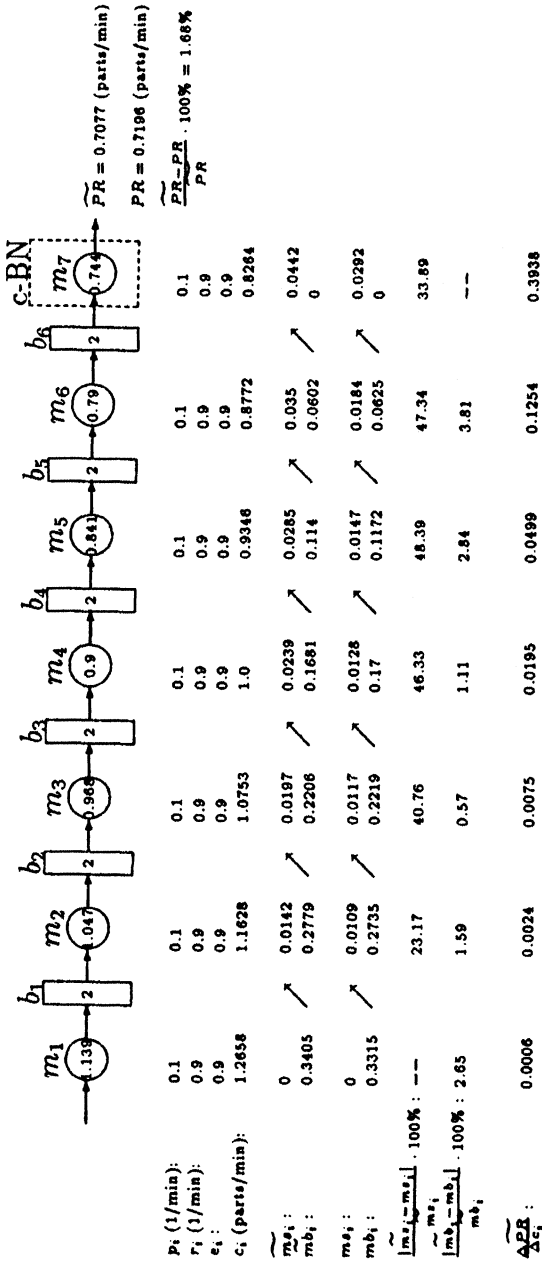 c-BN
m1 b1 m2 b2 m3 b3 m4 b4 m5 b5 m6 b6 m7
1.139 2 1.047 2 0.968 2 0.9 2 0.841 2 0.79 2 0.744
P̃R = 0.7077 (parts/min)
PR = 0.7196 (parts/min)
(P̃R−PR)/P̃R · 100% = 1.68%
p_i (1/min): 0.1 0.1 0.1 0.1 0.1 0.1 0.1
r_i (1/min): 0.9 0.9 0.9 0.9 0.9 0.9 0.9
e_i : 0.9 0.9 0.9 0.9 0.9 0.9 0.9
c_i (parts/min): 1.2658 1.1628 1.0753 1.0 0.9346 0.8772 0.8264
m̃s_i : 0 0.0142 0.0197 0.0239 0.0285 0.035 0.0442
m̃b_i : 0.3405 0.2779 0.2206 0.1681 0.114 0.0602 0
ms_i : 0 0.0109 0.0117 0.0128 0.0147 0.0184 0.0292
mb_i : 0.3315 0.2735 0.2219 0.17 0.1172 0.0625 0
|m̃s_i−ms_i|/m̃s_i · 100% : -- 23.17 40.76 46.33 48.39 47.34 33.89
|m̃b_i−mb_i|/mb_i · 100% : 2.65 1.59 0.57 1.11 2.84 3.81 --
ΔP̃R/Δc_i : 0.0006 0.0024 0.0075 0.0195 0.0499 0.1254 0.3938